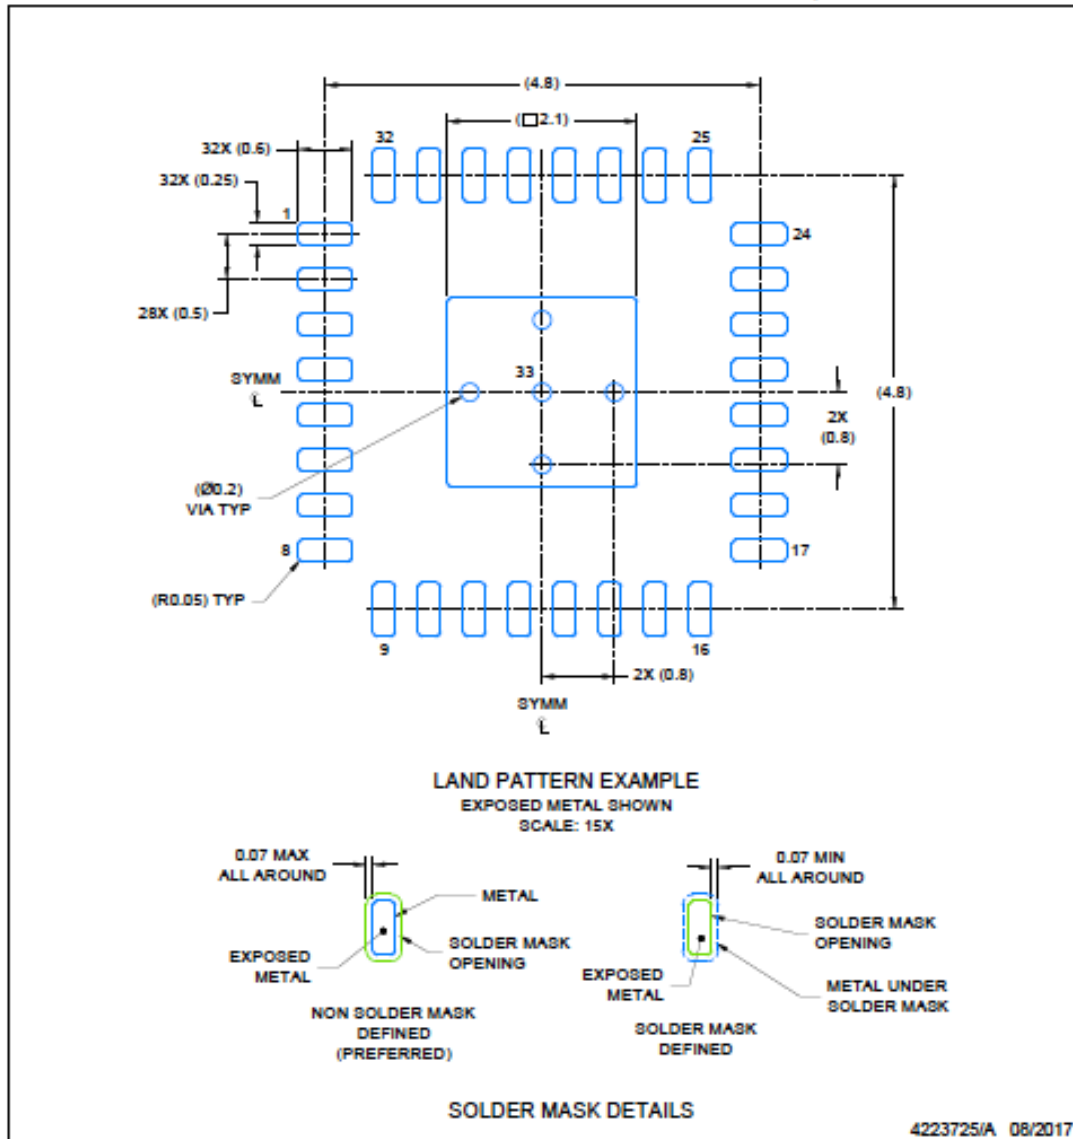 (4.8)
(□2.1)
32X (0.6)
32
25
32X (0.25)
1
24
28X (0.5)
SYMM
℄
33
(4.8)
2X
(0.8)
(Ø0.2)
VIA TYP
8
17
(R0.05) TYP
9
16
2X (0.8)
SYMM
℄
LAND PATTERN EXAMPLE
EXPOSED METAL SHOWN
SCALE: 15X
0.07 MAX
ALL AROUND
METAL
EXPOSED
METAL
SOLDER MASK
OPENING
NON SOLDER MASK
DEFINED
(PREFERRED)
0.07 MIN
ALL AROUND
SOLDER MASK
OPENING
EXPOSED
METAL
METAL UNDER
SOLDER MASK
SOLDER MASK
DEFINED
SOLDER MASK DETAILS
4223725/A 08/2017